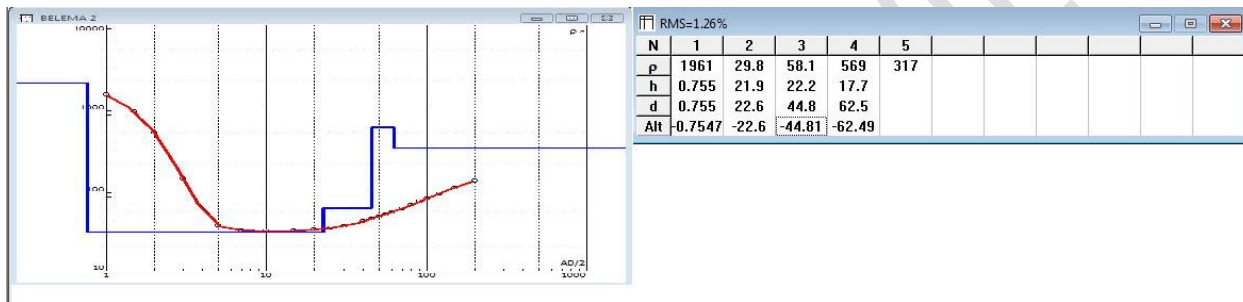 BELEMA 2
10000
1000
100
10
1
10
100
1000
AB/2
RMS=1.26%
N 1 2 3 4 5
ρ 1961 29.8 58.1 569 317
h 0.755 21.9 22.2 17.7
d 0.755 22.6 44.8 62.5
Alt -0.7547 -22.6 -44.81 -62.49